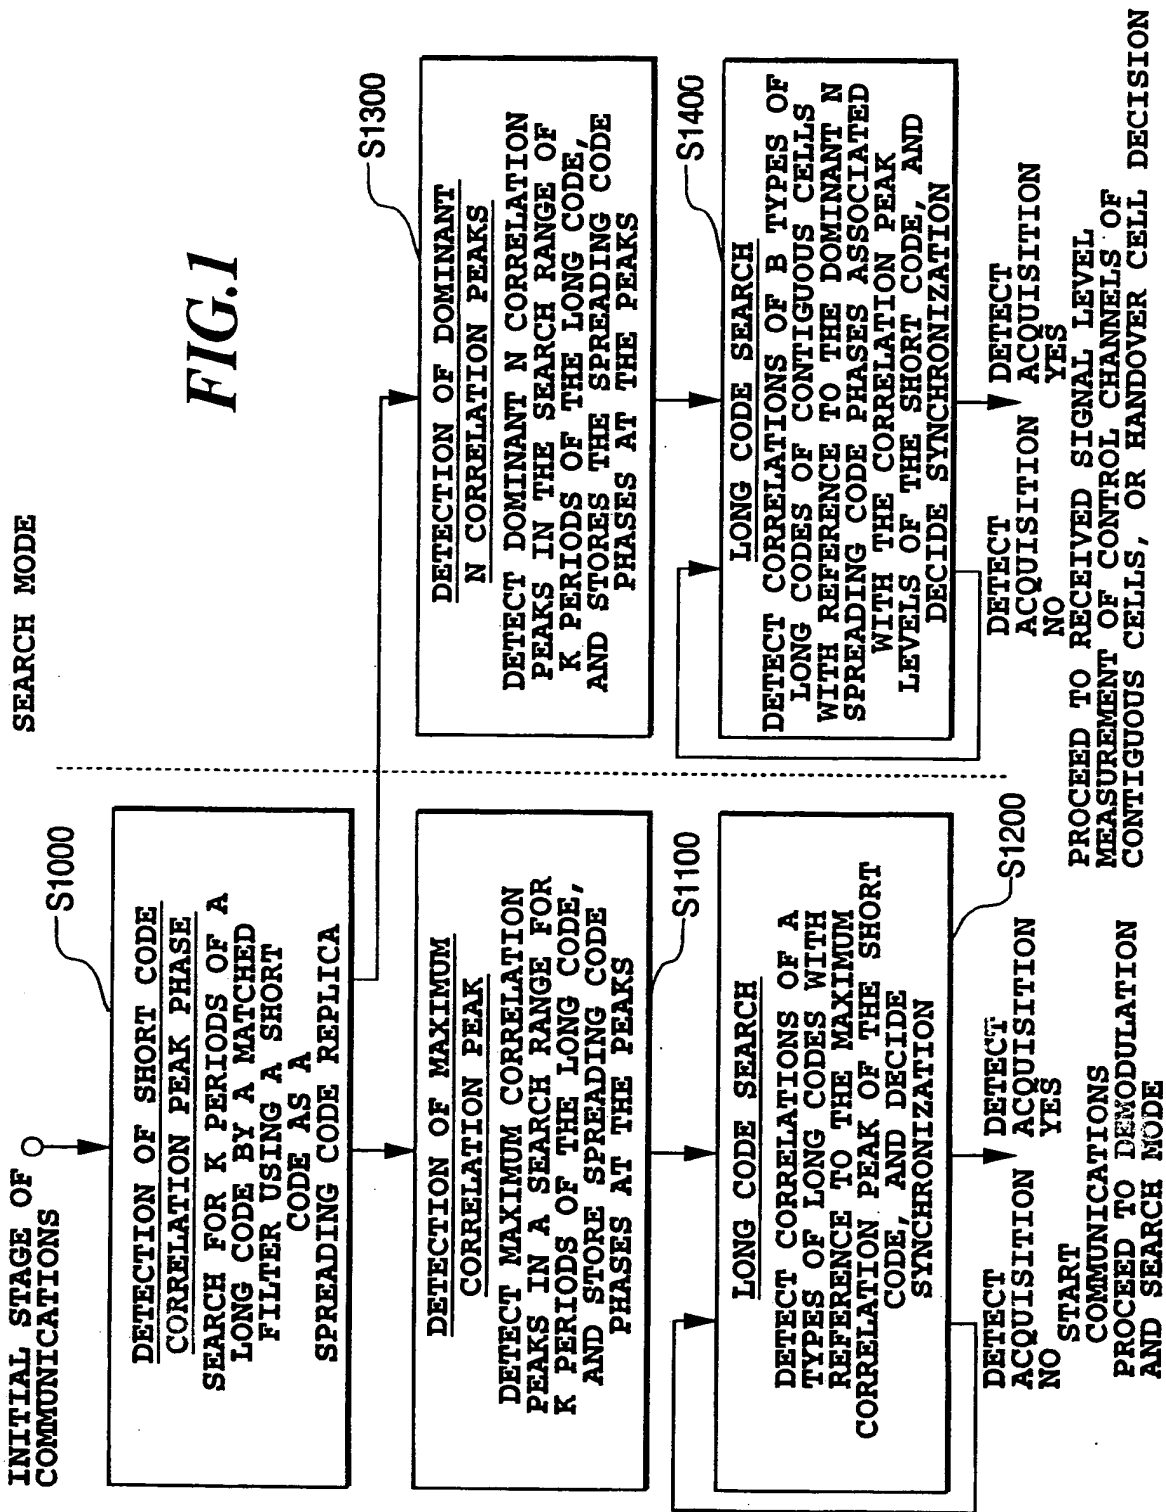 FIG.1
INITIAL STAGE OF
COMMUNICATIONS
SEARCH MODE
S1000
DETECTION OF SHORT CODE
CORRELATION PEAK PHASE
SEARCH FOR K PERIODS OF A
LONG CODE BY A MATCHED
FILTER USING A SHORT
CODE AS A
SPREADING CODE REPLICA
DETECTION OF MAXIMUM
CORRELATION PEAK
DETECT MAXIMUM CORRELATION
PEAKS IN A SEARCH RANGE FOR
K PERIODS OF THE LONG CODE,
AND STORE SPREADING CODE
PHASES AT THE PEAKS
S1100
LONG CODE SEARCH
DETECT CORRELATIONS OF A
TYPES OF LONG CODES WITH
REFERENCE TO THE MAXIMUM
CORRELATION PEAK OF THE SHORT
CODE, AND DECIDE
SYNCHRONIZATION
S1200
DETECT
ACQUISITION
NO
DETECT
ACQUISITION
YES
START
COMMUNICATIONS
PROCEED TO DEMODULATION
AND SEARCH MODE
S1300
DETECTION OF DOMINANT
N CORRELATION PEAKS
DETECT DOMINANT N CORRELATION
PEAKS IN THE SEARCH RANGE OF
K PERIODS OF THE LONG CODE,
AND STORES THE SPREADING CODE
PHASES AT THE PEAKS
S1400
LONG CODE SEARCH
DETECT CORRELATIONS OF B TYPES OF
LONG CODES OF CONTIGUOUS CELLS
WITH REFERENCE TO THE DOMINANT N
SPREADING CODE PHASES ASSOCIATED
WITH THE CORRELATION PEAK
LEVELS OF THE SHORT CODE, AND
DECIDE SYNCHRONIZATION
DETECT
ACQUISITION
NO
DETECT
ACQUISITION
YES
PROCEED TO RECEIVED SIGNAL LEVEL
MEASUREMENT OF CONTROL CHANNELS OF
CONTIGUOUS CELLS, OR HANDOVER CELL DECISION